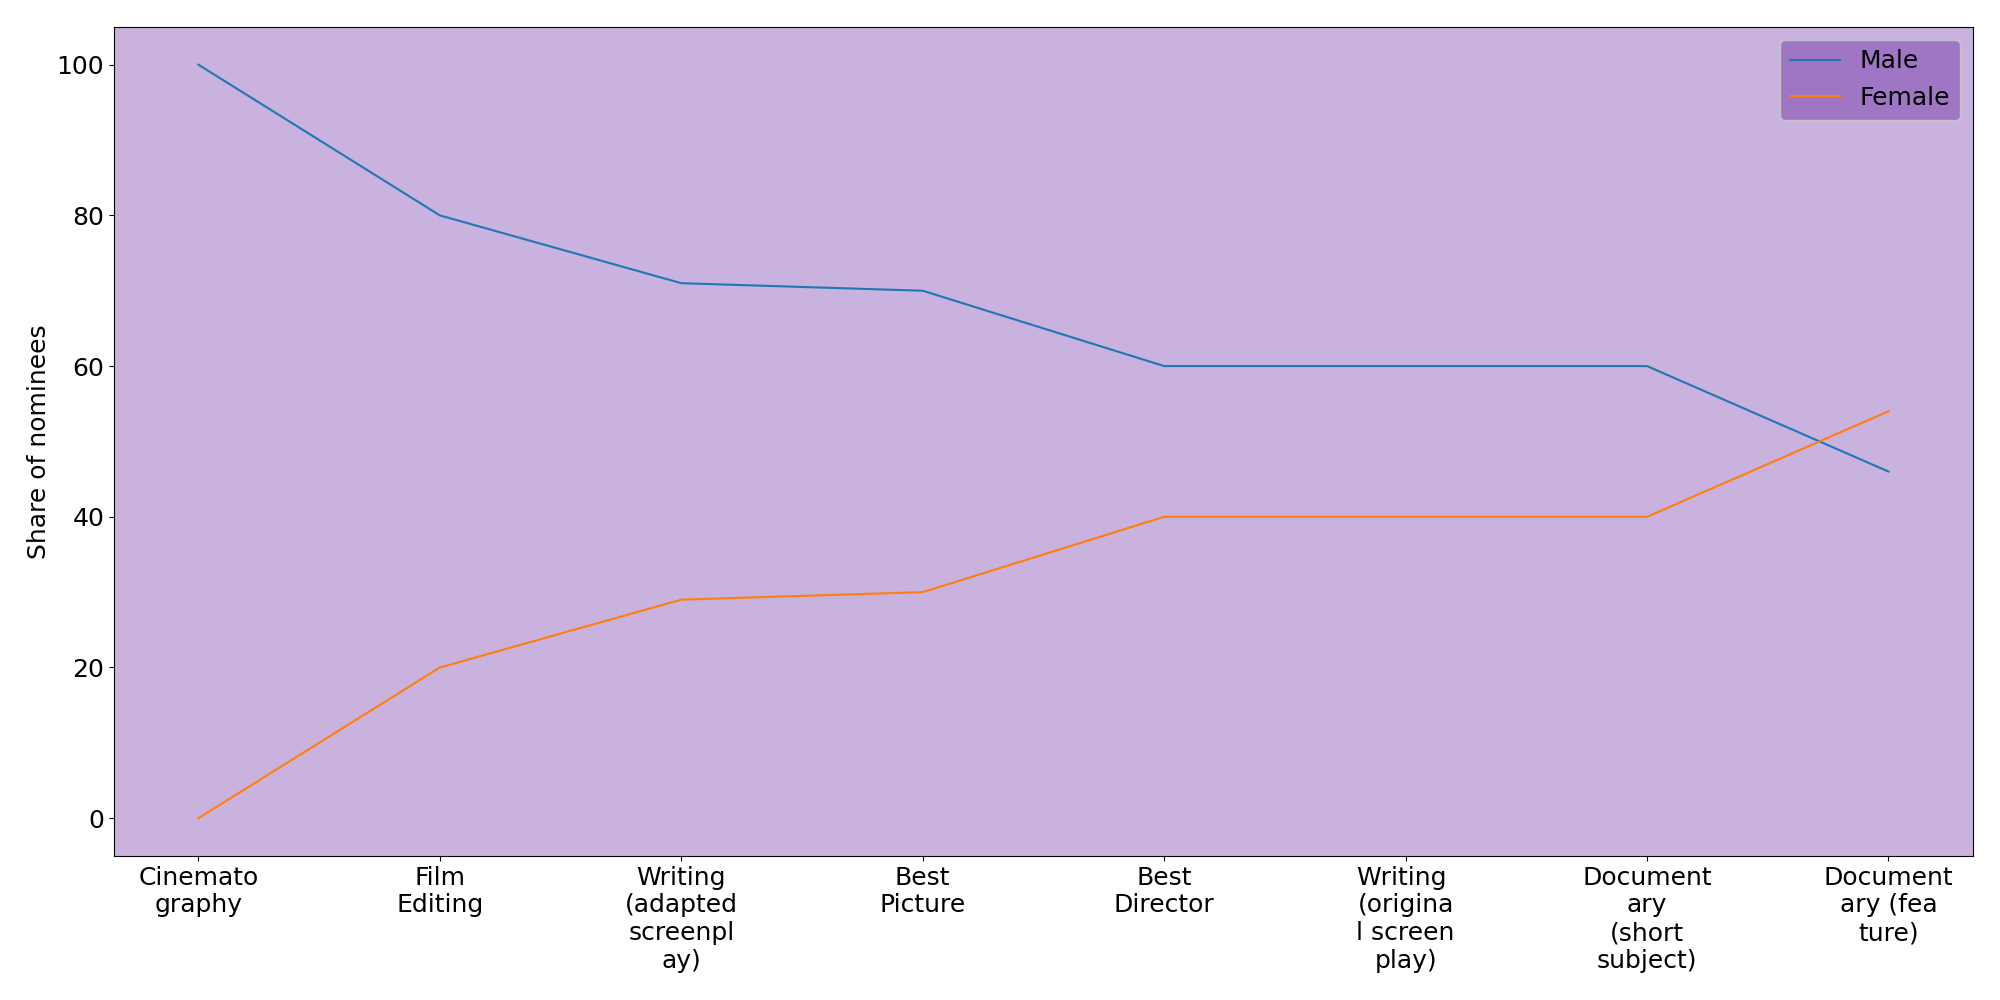 Male
Female
100
80
60
40
20
0
Share of nominees
Cinemato
graphy
Film
Editing
Writing
(adapted
screenpl
ay)
Best
Picture
Best
Director
Writing
(origina
l screen
play)
Document
ary
(short
subject)
Document
ary (fea
ture)